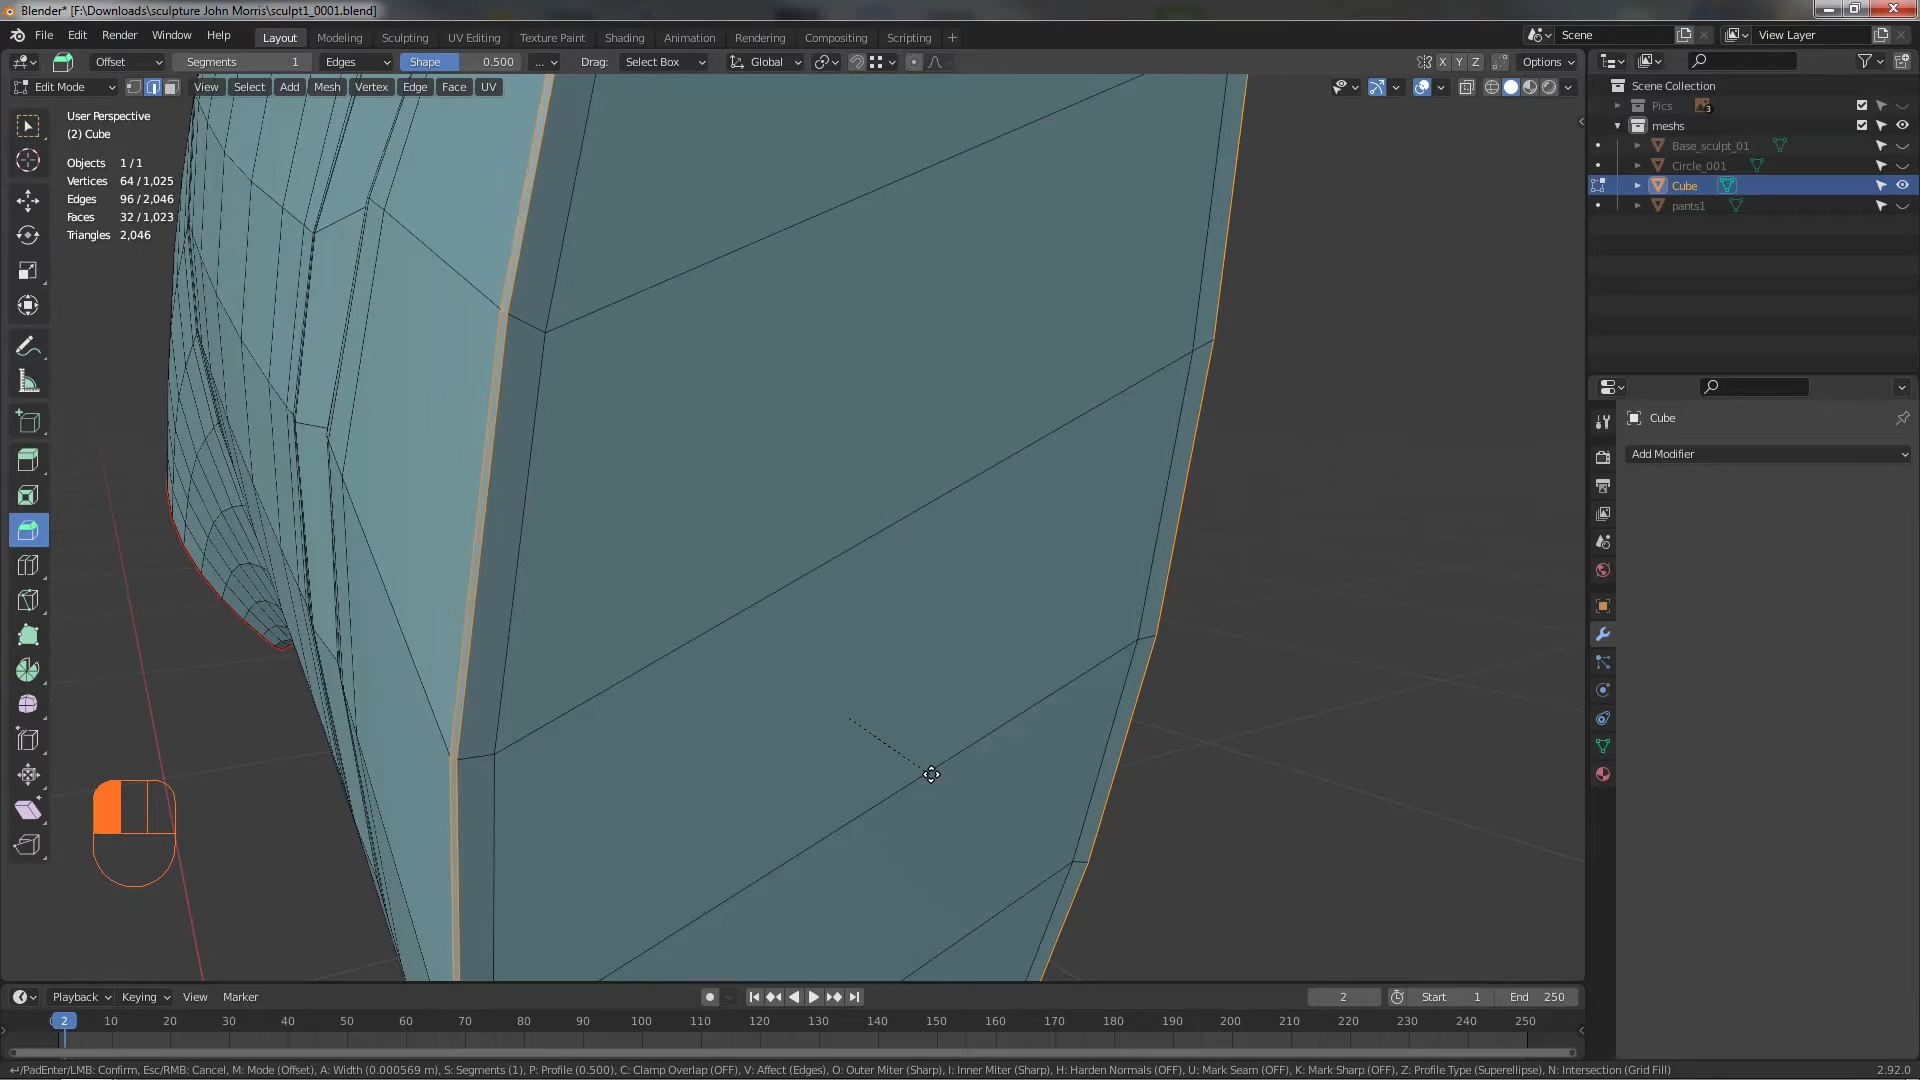 Blender* [F:\Downloads\sculpture John Morris\sculpt1_0001.blend]
File Edit Render Window Help Layout Modeling Sculpting UV Editing Texture Paint Shading Animation Rendering Compositing Scripting + Scene View Layer
Offset Segments 1 Edges Shape 0.500 ... Drag: Select Box Global X Y Z Options
Edit Mode View Select Add Mesh Vertex Edge Face UV
Scene Collection
Pics 3
meshs
Base_sculpt_01
Circle_001
Cube
pants1
User Perspective
(2) Cube
Objects 1 / 1
Vertices 64 / 1,025
Edges 96 / 2,046
Faces 32 / 1,023
Triangles 2,046
Cube
Add Modifier
Playback Keying View Marker 2 Start 1 End 250
0 2 10 20 30 40 50 60 70 80 90 100 110 120 130 140 150 160 170 180 190 200 210 220 230 240 250
↵/PadEnter/LMB: Confirm, Esc/RMB: Cancel, M: Mode (Offset), A: Width (0.000569 m), S: Segments (1), P: Profile (0.500), C: Clamp Overlap (OFF), V: Affect (Edges), O: Outer Miter (Sharp), I: Inner Miter (Sharp), H: Harden Normals (OFF), U: Mark Seam (OFF), K: Mark Sharp (OFF), Z: Profile Type (Superellipse), N: Intersection (Grid Fill) 2.92.0